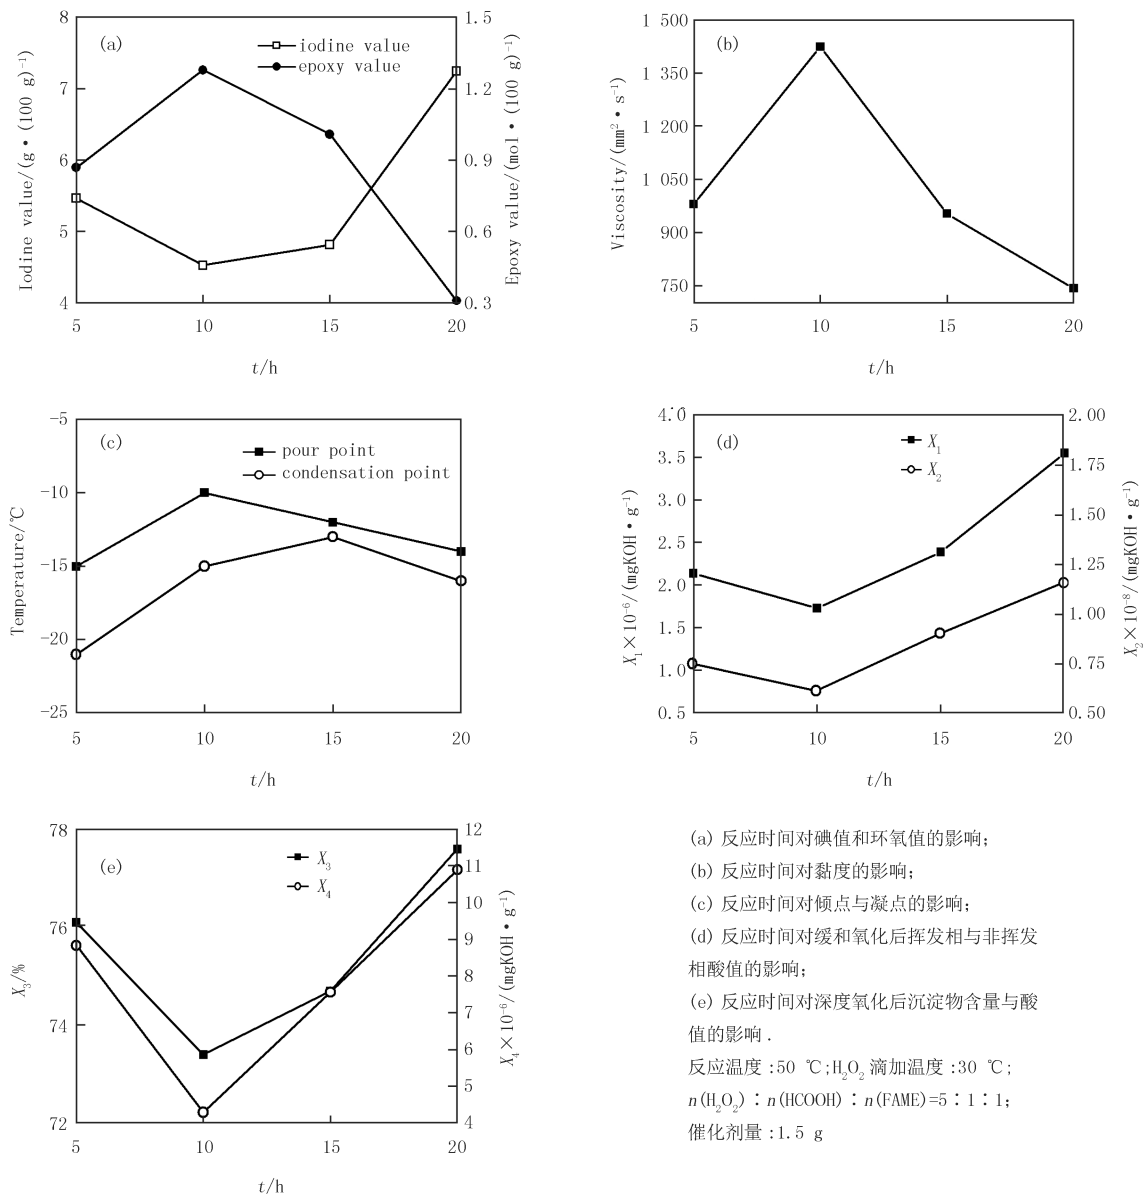 (a)
iodine value
epoxy value
Iodine value/(g·(100 g)⁻¹)
8
7
6
5
4
Epoxy value/(mol·(100 g)⁻¹)
1.5
1.2
0.9
0.6
0.3
5 10 15 20
t/h
(b)
Viscosity/(mm²·s⁻¹)
1 500
1 350
1 200
1 050
900
750
5 10 15 20
t/h
(c)
pour point
condensation point
Temperature/℃
−5
−10
−15
−20
−25
5 10 15 20
t/h
(d)
X₁
X₂
X₁×10⁻⁶/(mgKOH·g⁻¹)
4.0
3.5
3.0
2.5
2.0
1.5
1.0
0.5
X₂×10⁻⁸/(mgKOH·g⁻¹)
2.00
1.75
1.50
1.25
1.00
0.75
0.50
5 10 15 20
t/h
(e)
X₃
X₄
X₃/%
78
76
74
72
X₄×10⁻⁶/(mgKOH·g⁻¹)
12
11
10
9
8
7
6
5
4
5 10 15 20
t/h
(a) 反应时间对碘值和环氧值的影响;
(b) 反应时间对黏度的影响;
(c) 反应时间对倾点与凝点的影响;
(d) 反应时间对缓和氧化后挥发相与非挥发
相酸值的影响;
(e) 反应时间对深度氧化后沉淀物含量与酸
值的影响.
反应温度:50 ℃;H₂O₂滴加温度:30 ℃;
n(H₂O₂)∶n(HCOOH)∶n(FAME)=5∶1∶1;
催化剂量:1.5 g